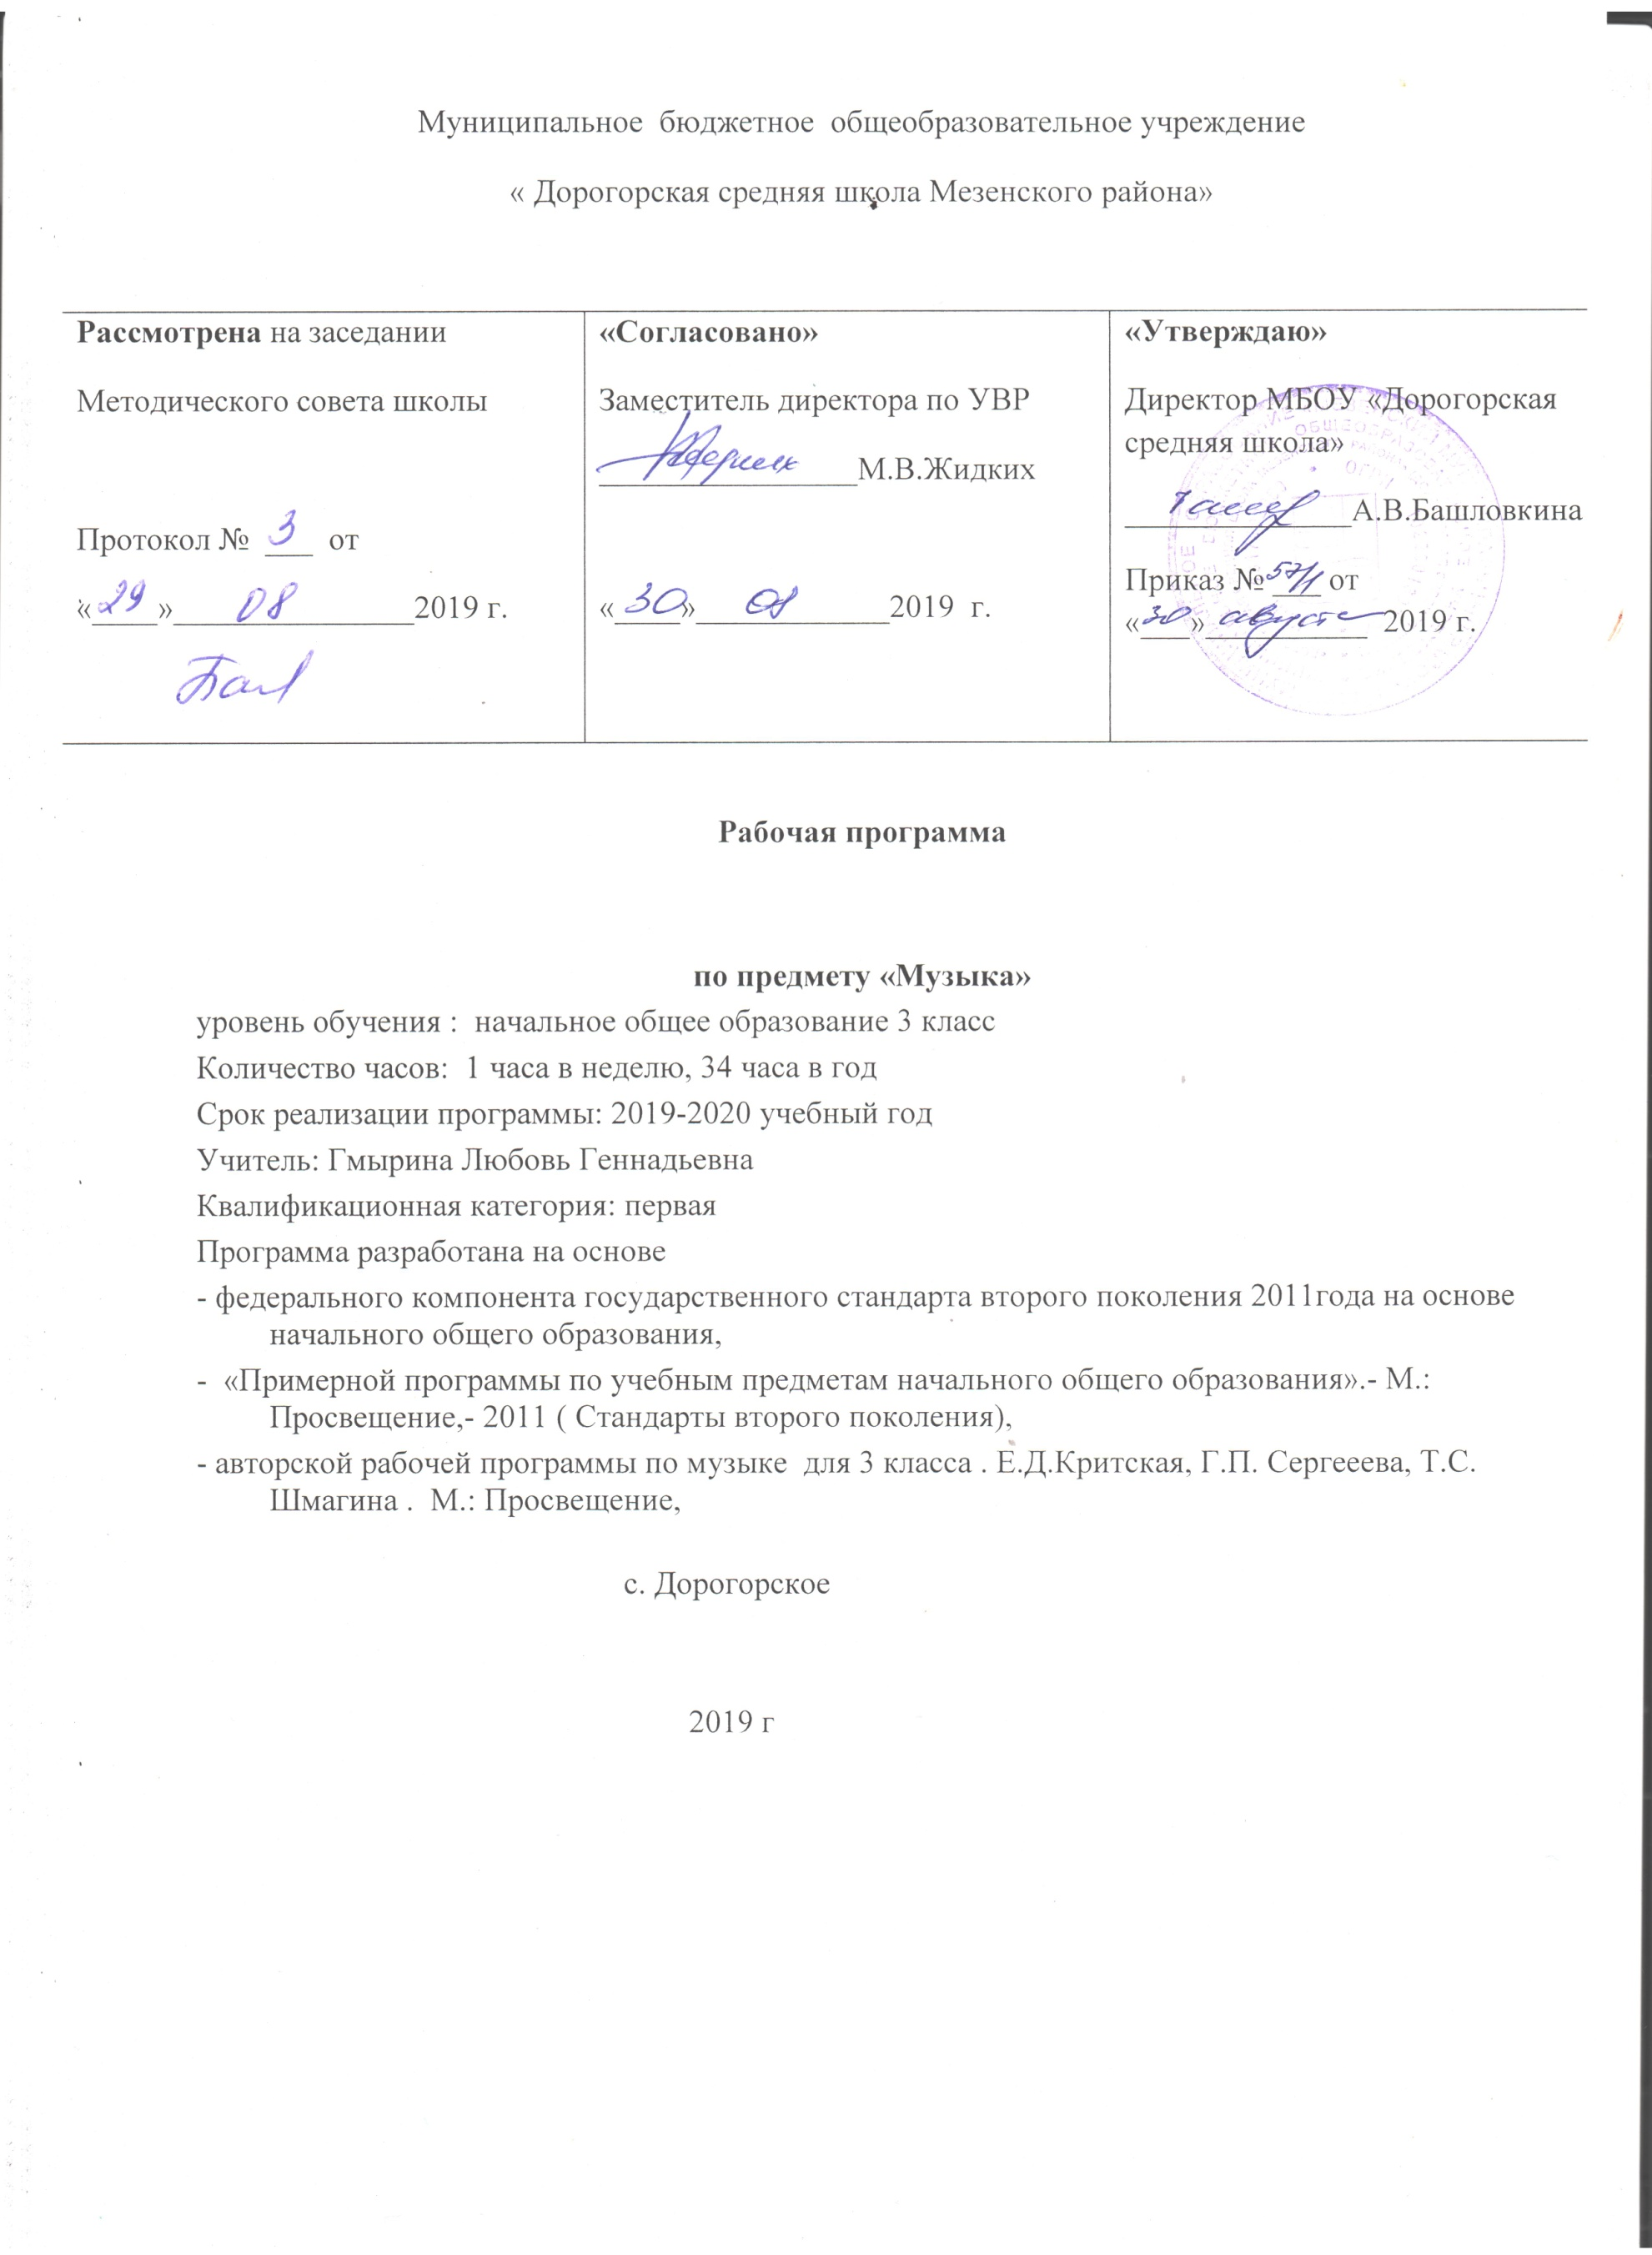 Муниципальное бюджетное общеобразовательное учреждение
« Дорогорская средняя школа Мезенского района»
Рассмотрена на заседании
Методического совета школы
Протокол № 3 от
«29» 08 2019 г.
«Согласовано»
Заместитель директора по УВР
М.В.Жидких
«30» 08 2019 г.
«Утверждаю»
Директор МБОУ «Дорогорская
средняя школа»
А.В.Башловкина
Приказ № 57/1 от
«30» августа 2019 г.
Рабочая программа
по предмету «Музыка»
уровень обучения : начальное общее образование 3 класс
Количество часов: 1 часа в неделю, 34 часа в год
Срок реализации программы: 2019-2020 учебный год
Учитель: Гмырина Любовь Геннадьевна
Квалификационная категория: первая
Программа разработана на основе
- федерального компонента государственного стандарта второго поколения 2011года на основе
начального общего образования,
- «Примерной программы по учебным предметам начального общего образования».- М.:
Просвещение,- 2011 ( Стандарты второго поколения),
- авторской рабочей программы по музыке для 3 класса . Е.Д.Критская, Г.П. Сергееева, Т.С.
Шмагина . М.: Просвещение,
с. Дорогорское
2019 г